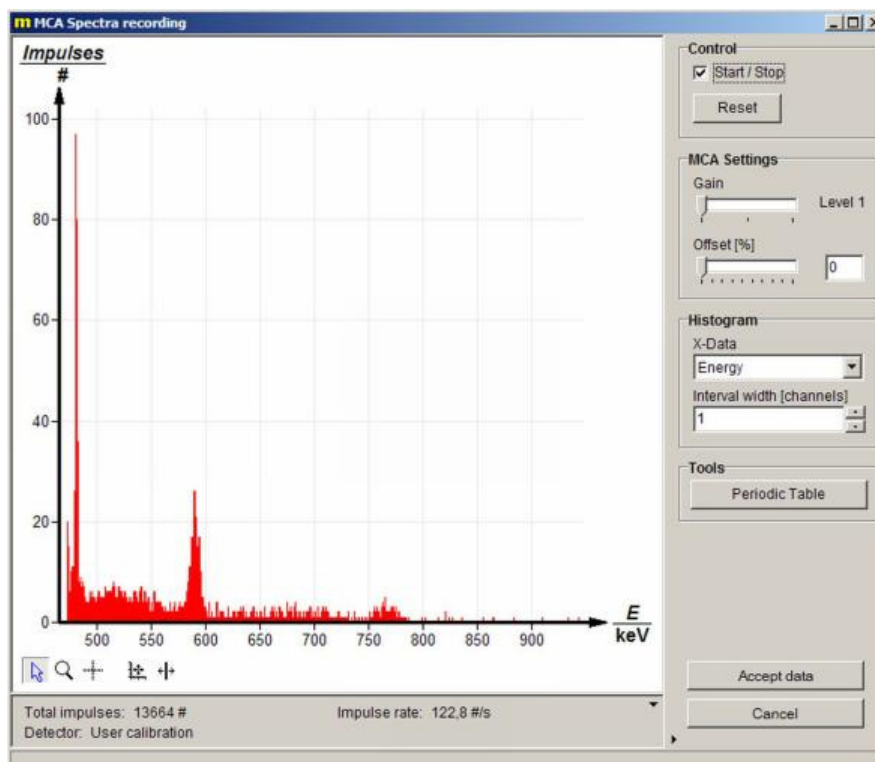 m MCA Spectra recording
Impulses
#
100
80
60
40
20
0
500 550 600 650 700 750 800 850 900
E
keV
Total impulses: 13664 #
Impulse rate: 122,8 #/s
Detector: User calibration
Control
Start / Stop
Reset
MCA Settings
Gain
Level 1
Offset [%]
0
Histogram
X-Data
Energy
Interval width [channels]
1
Tools
Periodic Table
Accept data
Cancel